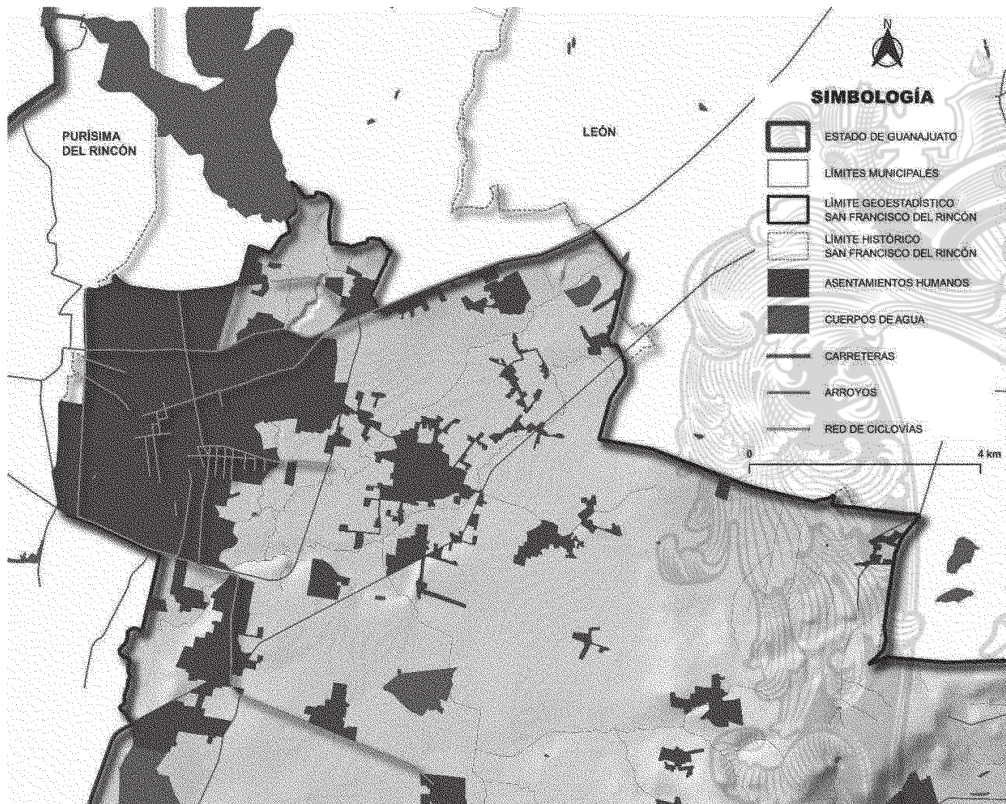 N
SIMBOLOGÍA
ESTADO DE GUANAJUATO
LÍMITES MUNICIPALES
LÍMITE GEOESTADÍSTICO
SAN FRANCISCO DEL RINCÓN
LÍMITE HISTÓRICO
SAN FRANCISCO DEL RINCÓN
ASENTAMIENTOS HUMANOS
CUERPOS DE AGUA
CARRETERAS
ARROYOS
RED DE CICLOVÍAS
0 4 km
PURÍSIMA
DEL RINCÓN
LEÓN